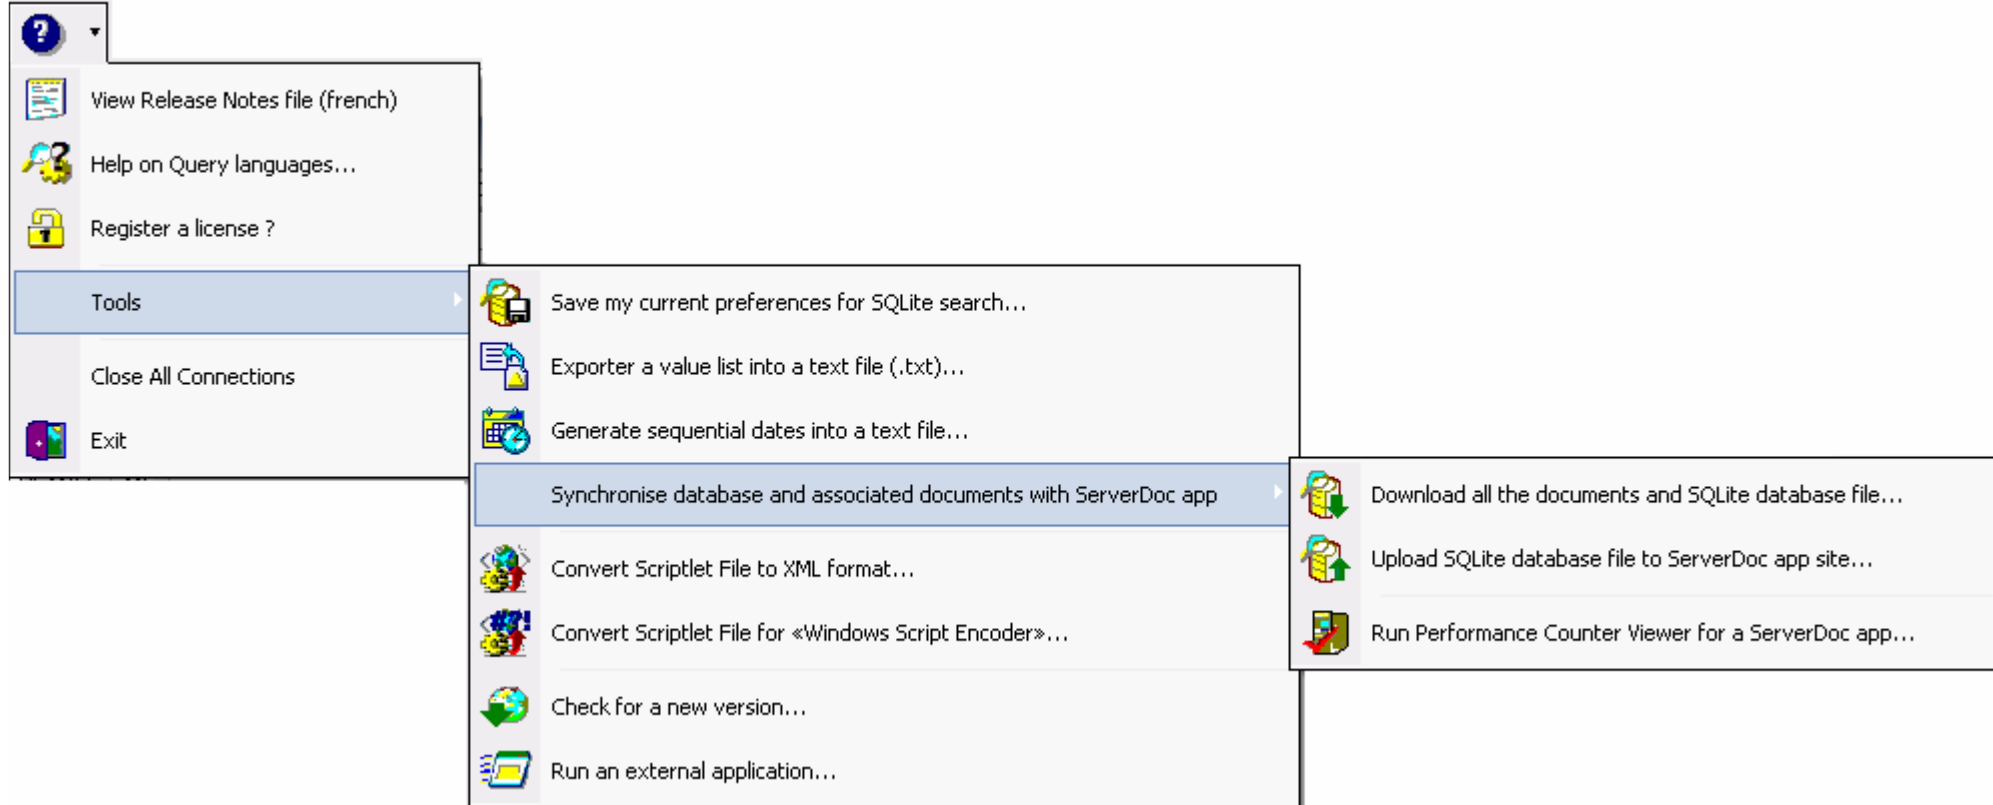 View Release Notes file (french)
Help on Query languages...
Register a license ?
Tools
Close All Connections
Exit
Save my current preferences for SQLite search...
Exporter a value list into a text file (.txt)...
Generate sequential dates into a text file...
Synchronise database and associated documents with ServerDoc app
Convert Scriptlet File to XML format...
Convert Scriptlet File for «Windows Script Encoder»...
Check for a new version...
Run an external application...
Download all the documents and SQLite database file...
Upload SQLite database file to ServerDoc app site...
Run Performance Counter Viewer for a ServerDoc app...